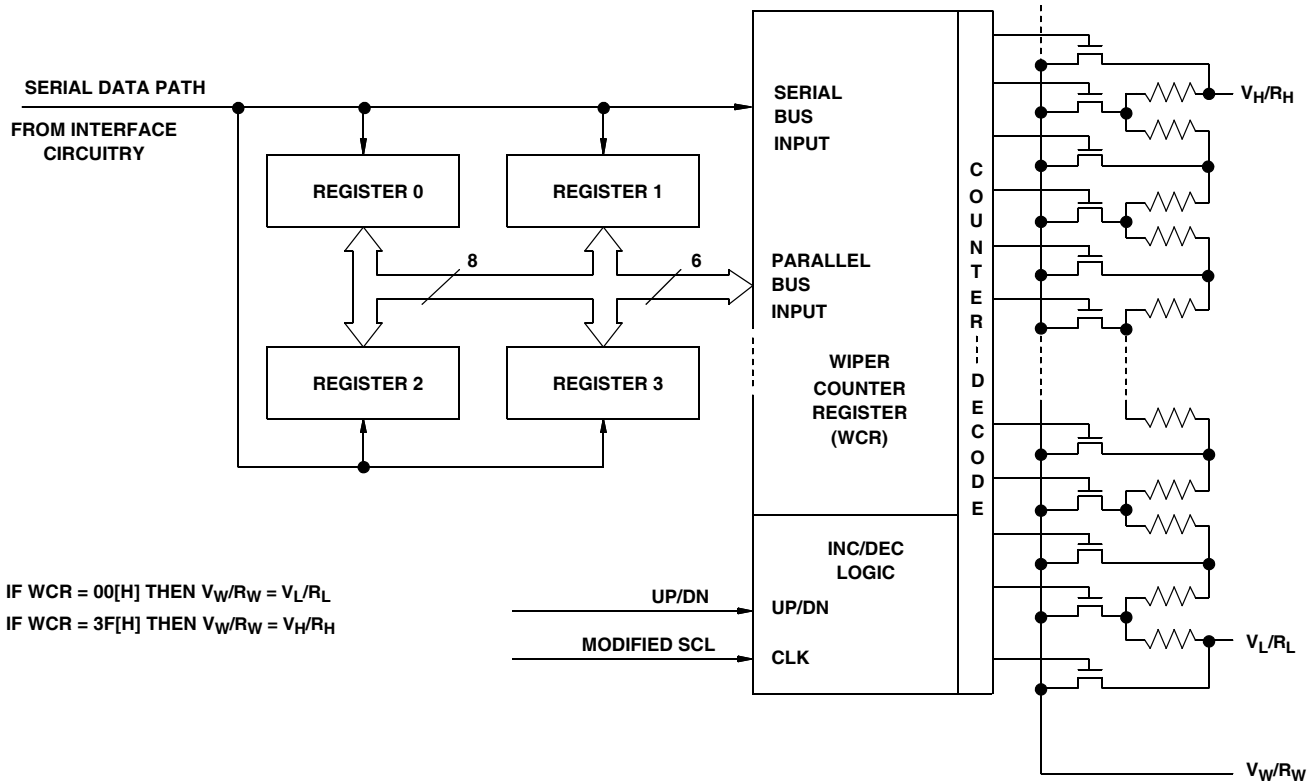 SERIAL DATA PATH
FROM INTERFACE
CIRCUITRY
REGISTER 0
REGISTER 1
8
6
REGISTER 2
REGISTER 3
SERIAL
BUS
INPUT
PARALLEL
BUS
INPUT
WIPER
COUNTER
REGISTER
(WCR)
INC/DEC
LOGIC
UP/DN
UP/DN
MODIFIED SCL
CLK
COUNTER
DECODE
VH/RH
VL/RL
VW/RW
IF WCR = 00[H] THEN VW/RW = VL/RL
IF WCR = 3F[H] THEN VW/RW = VH/RH